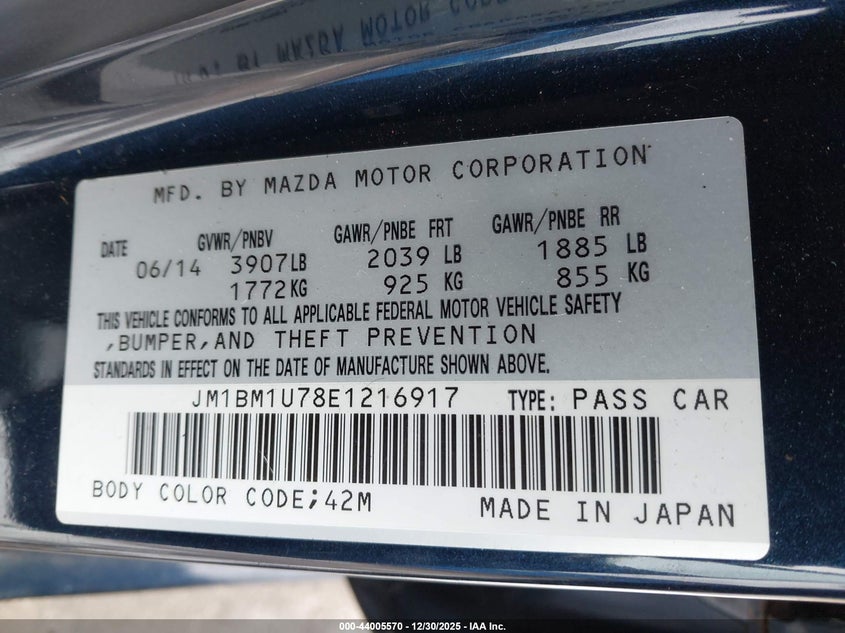 MFD. BY MAZDA MOTOR CORPORATION
DATE GVWR/PNBV GAWR/PNBE FRT GAWR/PNBE RR
06/14 3907LB 2039 LB 1885 LB
1772KG 925 KG 855 KG
THIS VEHICLE CONFORMS TO ALL APPLICABLE FEDERAL MOTOR VEHICLE SAFETY
,BUMPER,AND THEFT PREVENTION
STANDARDS IN EFFECT ON THE DATE OF MANUFACTURE SHOWN ABOVE.
JM1BM1U78E1216917 TYPE: PASS CAR
BODY COLOR CODE;42M MADE IN JAPAN
000-44005570 - 12/30/2025 - IAA Inc.